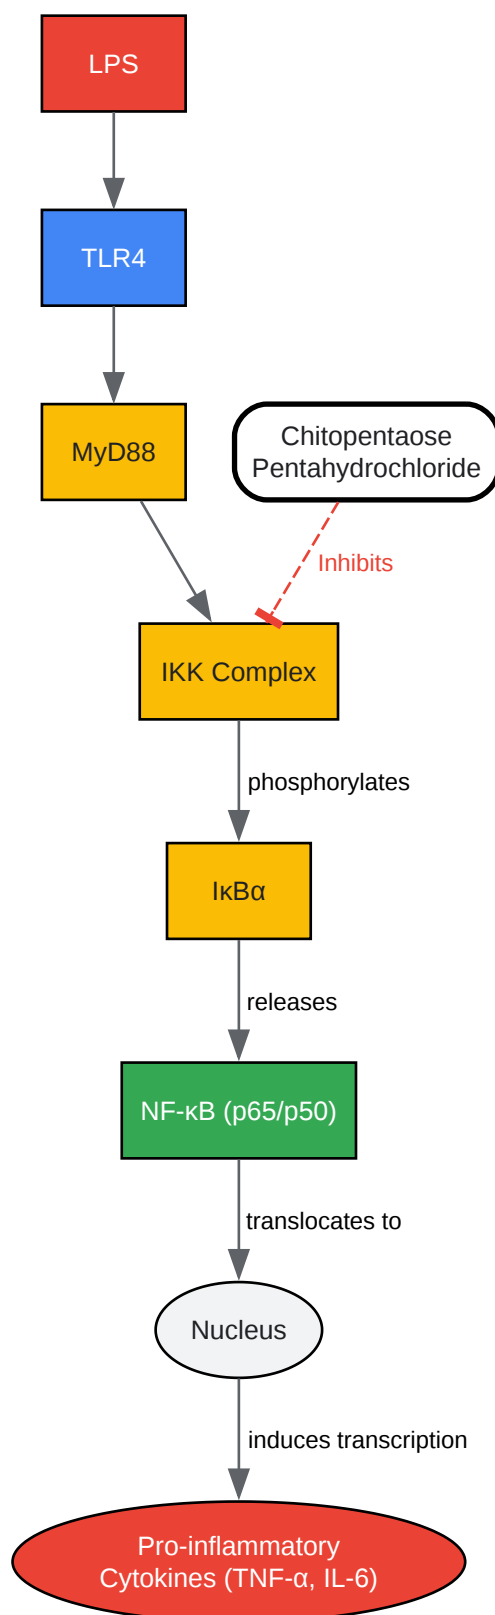 LPS
TLR4
MyD88
Chitopentaose
Pentahydrochloride
Inhibits
IKK Complex
phosphorylates
IκBα
releases
NF-κB (p65/p50)
translocates to
Nucleus
induces transcription
Pro-inflammatory
Cytokines (TNF-α, IL-6)